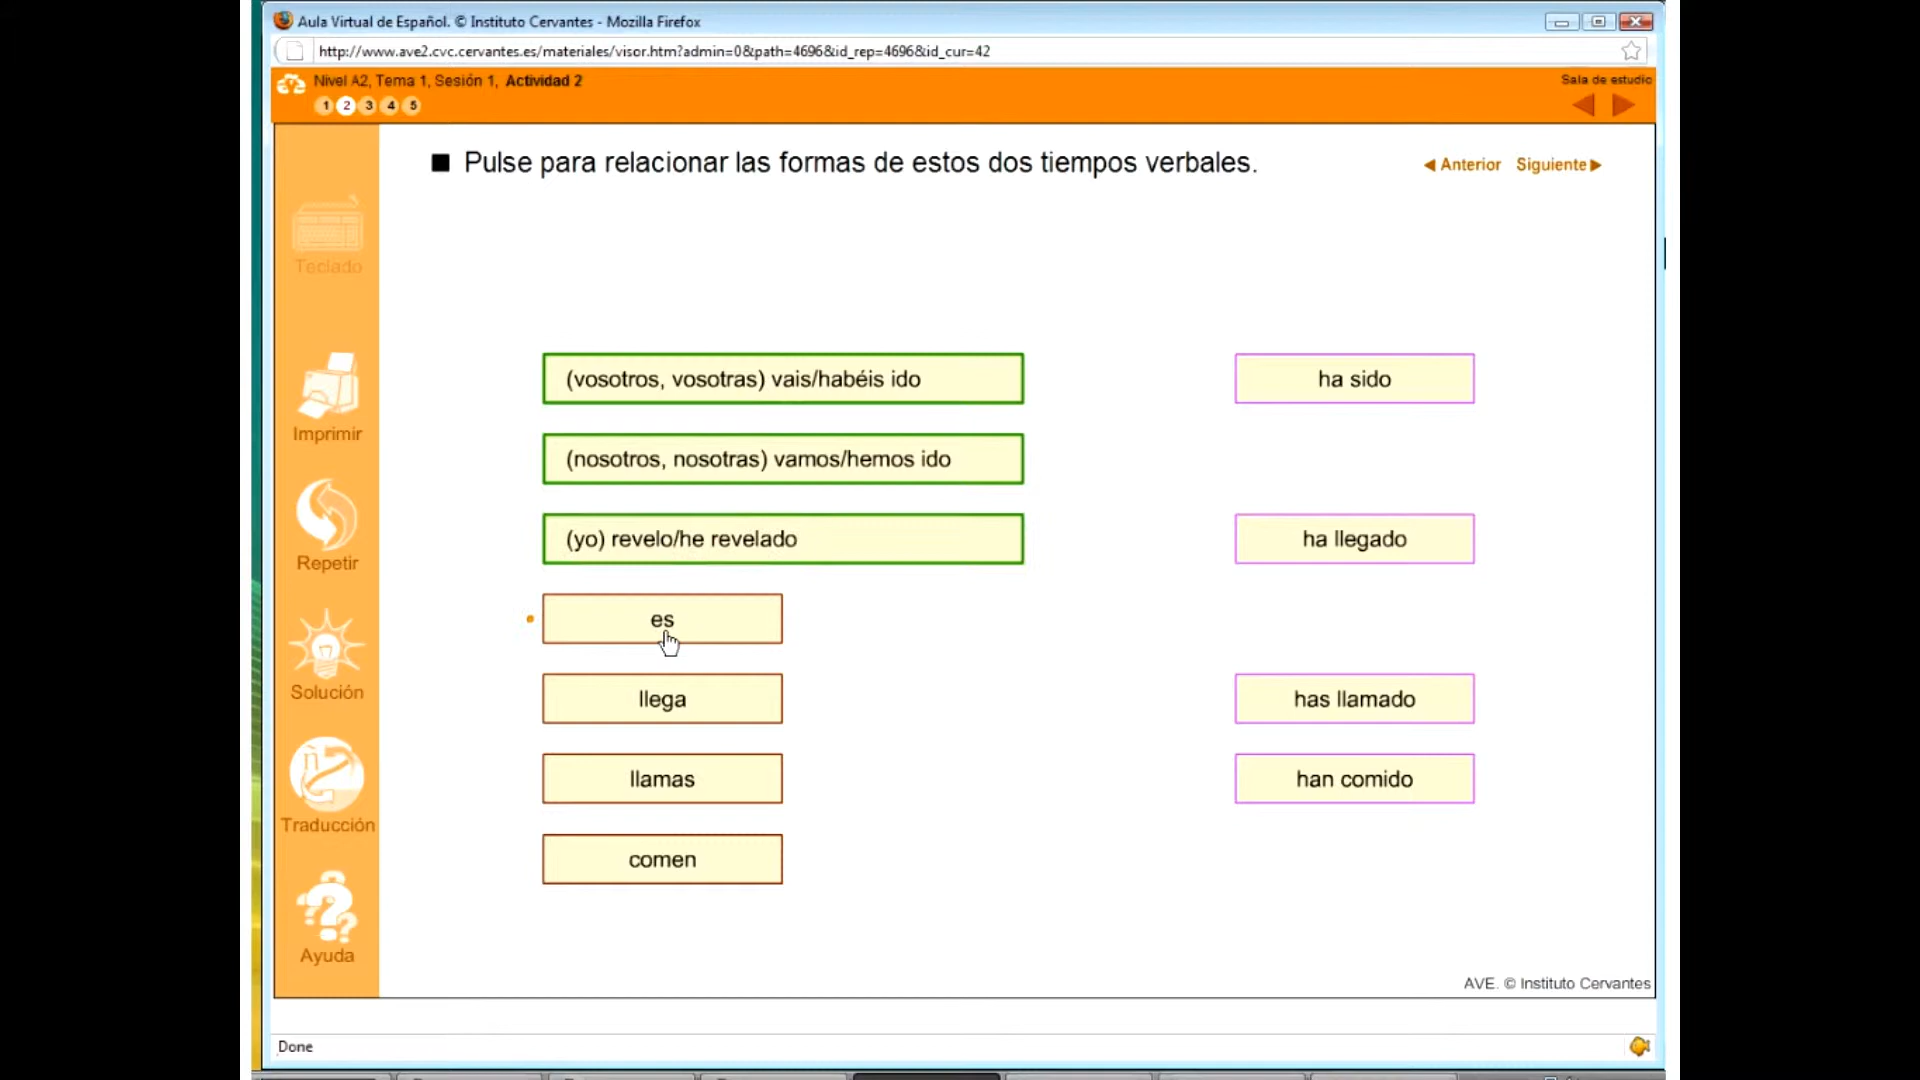 Aula Virtual de Español. © Instituto Cervantes - Mozilla Firefox
http://www.ave2.cvc.cervantes.es/materiales/visor.htm?admin=0&path=4696&id_rep=4696&id_cur=42
Nivel A2, Tema 1, Sesión 1, Actividad 2
Sala de estudio
1 2 3 4 5
Pulse para relacionar las formas de estos dos tiempos verbales.
Anterior Siguiente
Teclado
(vosotros, vosotras) vais/habéis ido
ha sido
Imprimir
(nosotros, nosotras) vamos/hemos ido
(yo) revelo/he revelado
ha llegado
Repetir
es
Solución
llega
has llamado
llamas
han comido
Traducción
comen
Ayuda
AVE. © Instituto Cervantes
Done